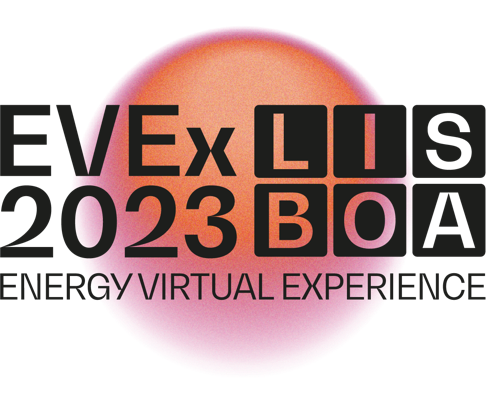 EVEx LIS
2023 BOA
ENERGY VIRTUAL EXPERIENCE